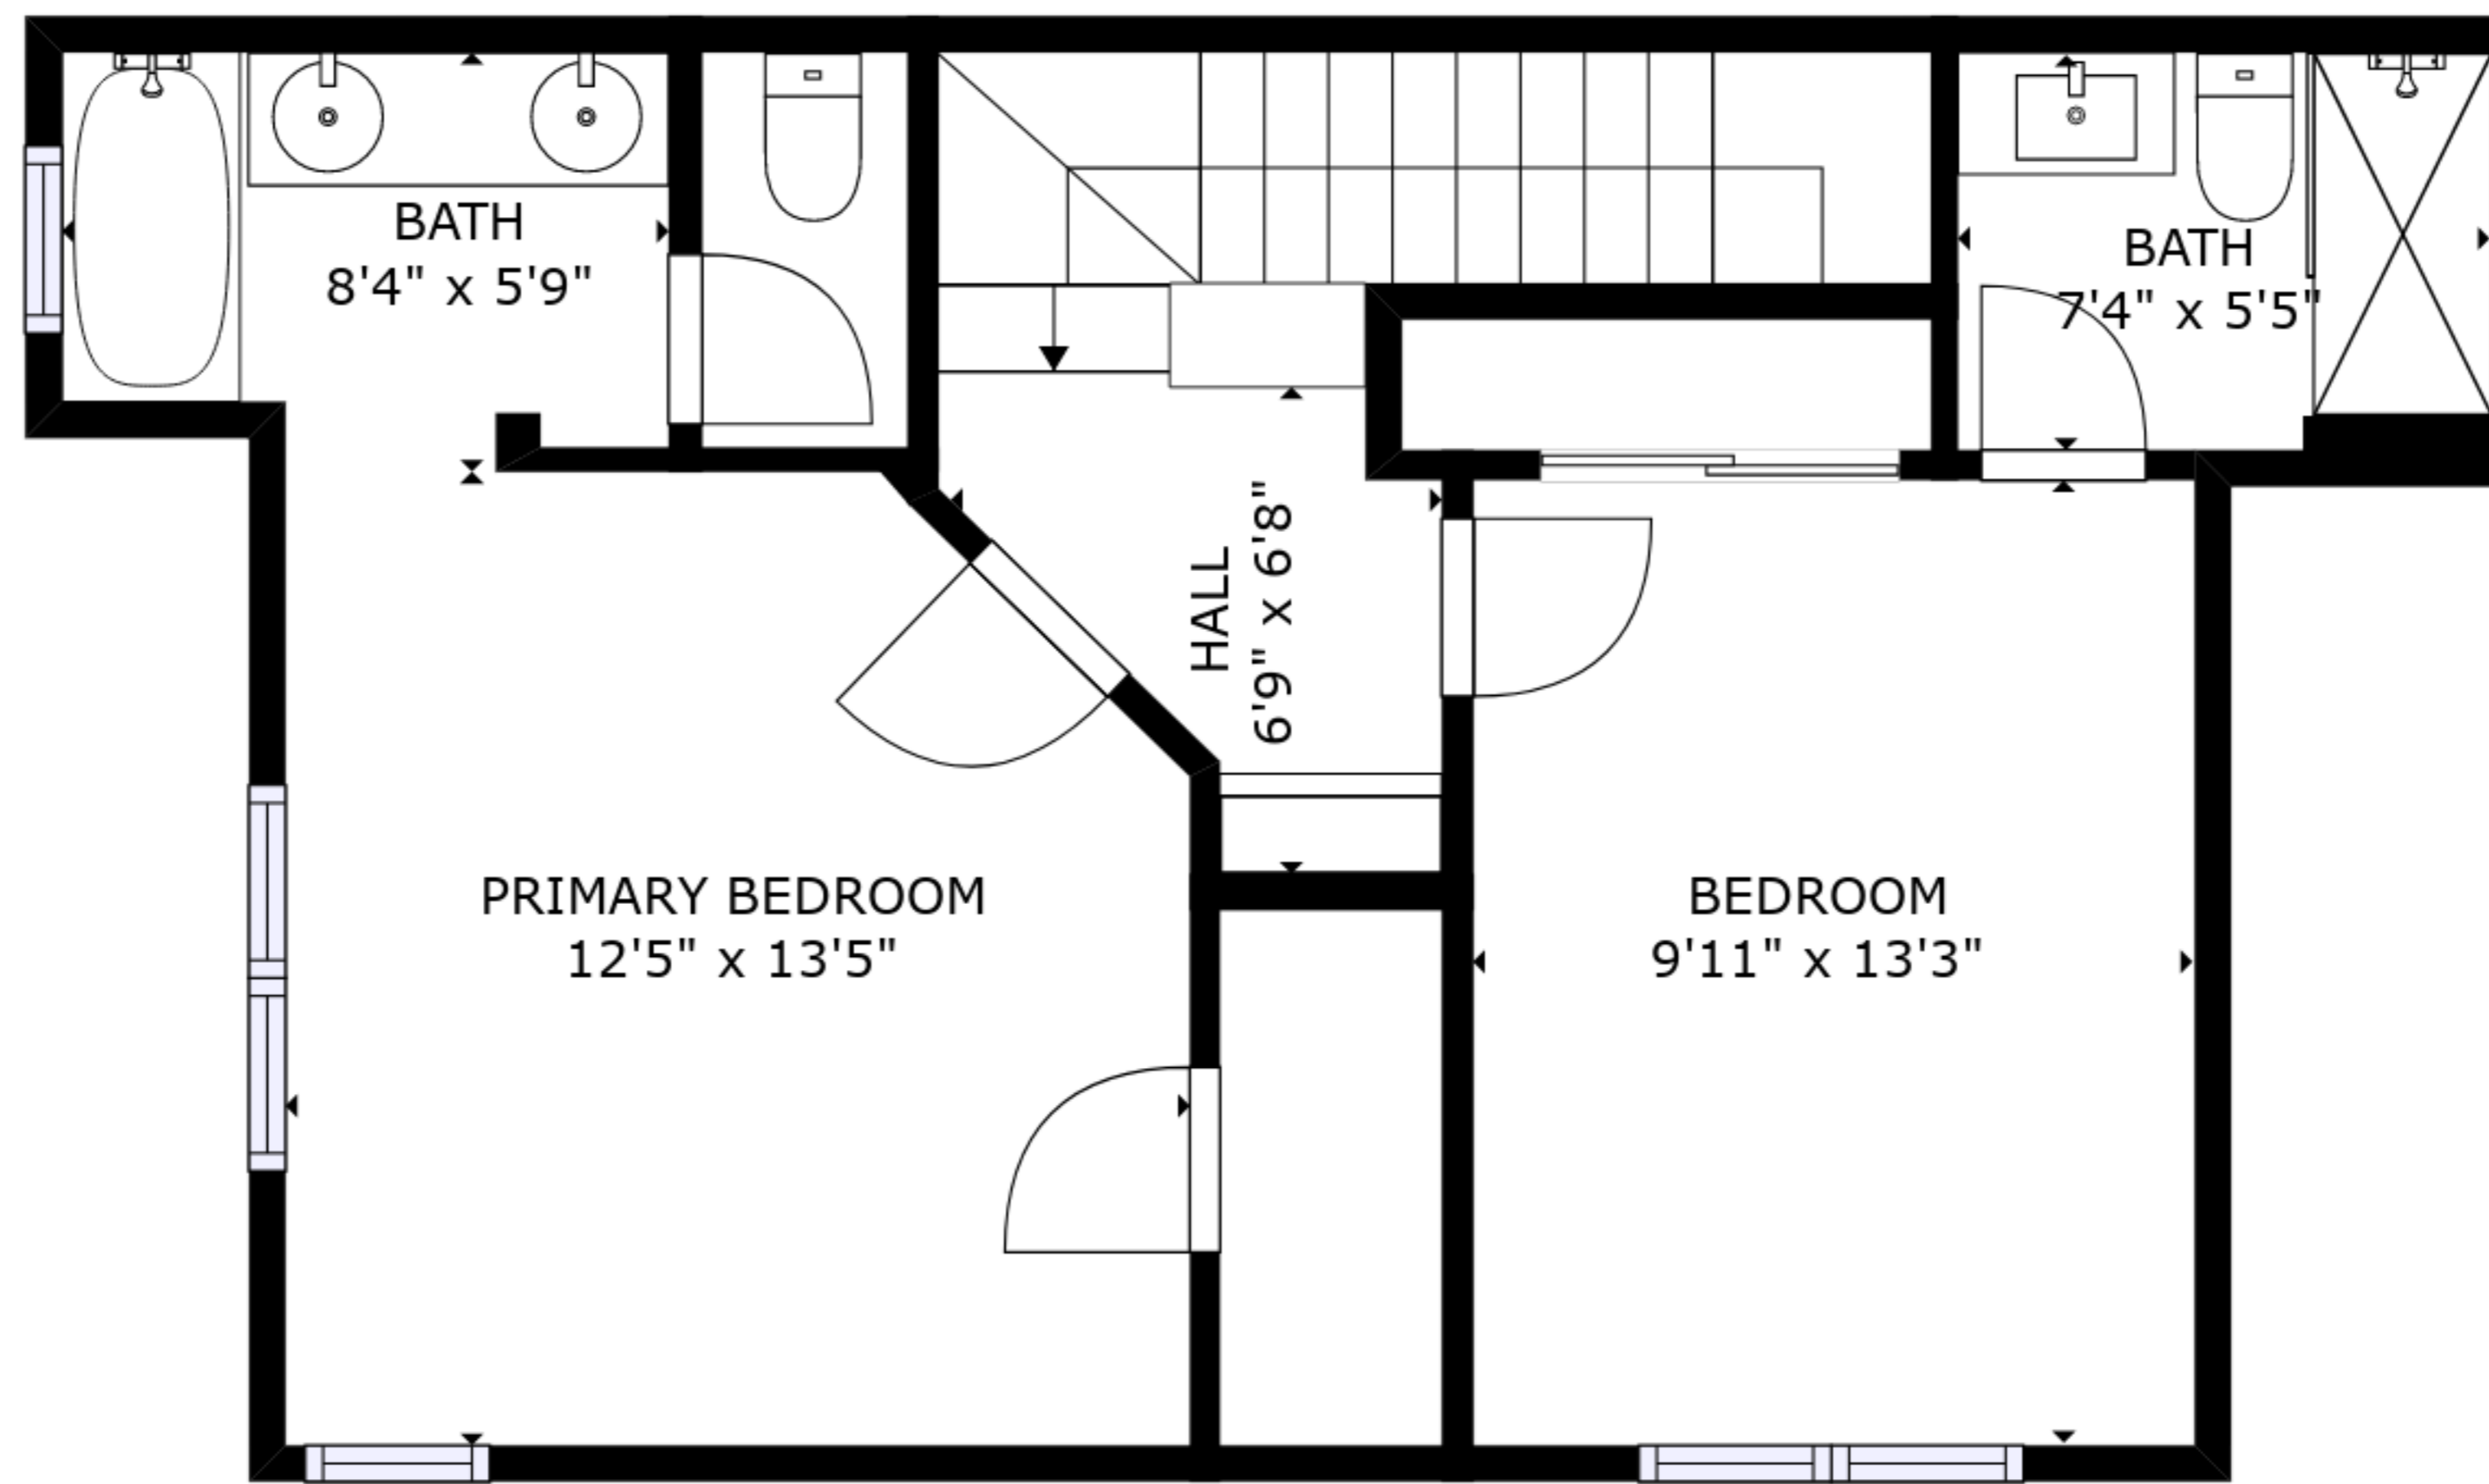 BATH
8'4" x 5'9"
BATH
7'4" x 5'5"
HALL
6'9" x 6'8"
PRIMARY BEDROOM
12'5" x 13'5"
BEDROOM
9'11" x 13'3"